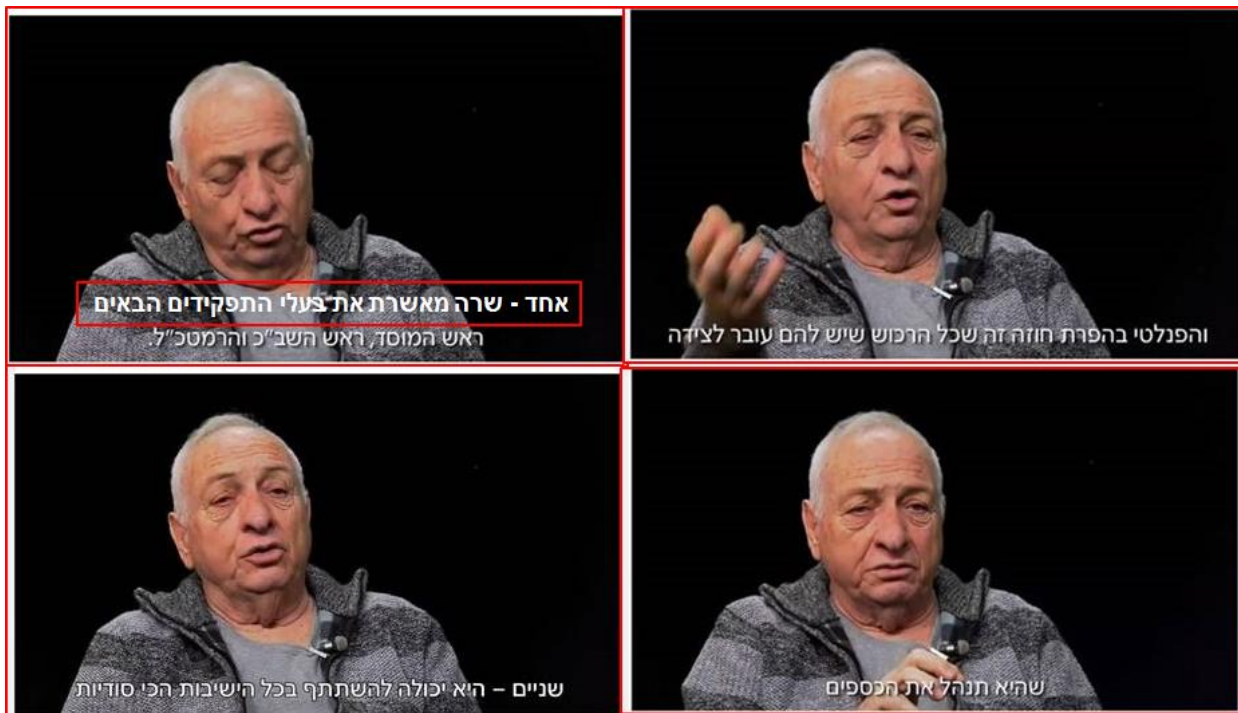 אחד - שרה מאשרת את בעלי התפקידים הבאים
ראש המוסד, ראש השב"כ והרמטכ"ל.
והפנלטי בהפרת חוזה זה שכל הרכוש שיש להם עובר לצידה
שניים – היא יכולה להשתתף בכל הישיבות הכי סודיות
שהיא תנהל את הכספים